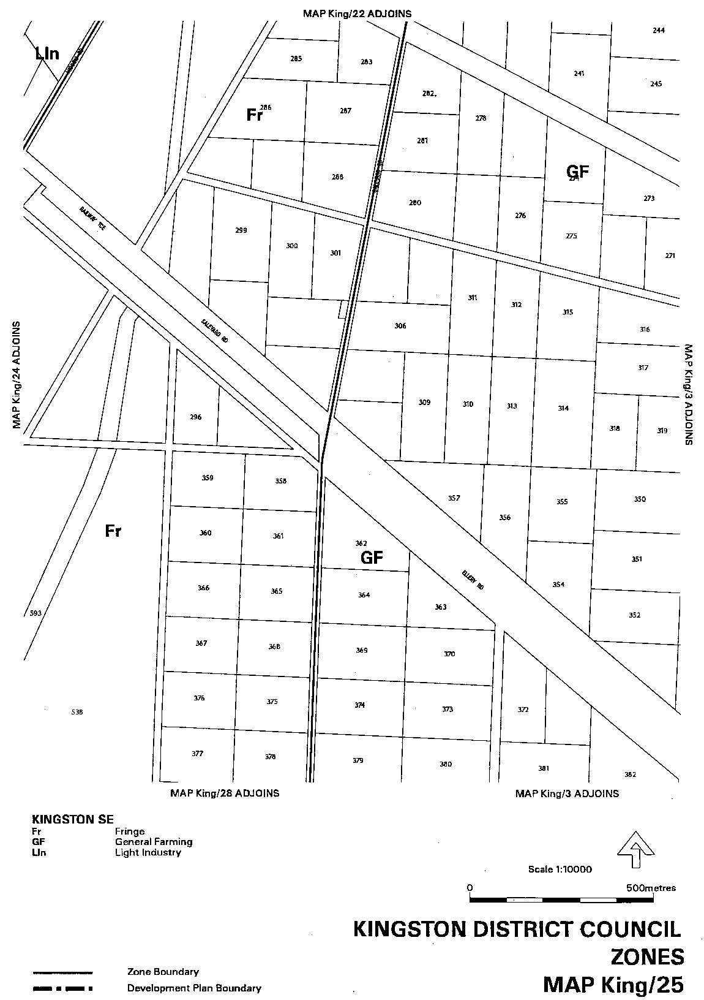 MAP King/22 ADJOINS
244
LIn
285
283
241
245
282.
286
Fr
287
278
281
GF
288
280
273
276
RAILWAY TCE
299
275
300
301
271
311
312
315
306
316
SALEYARD RD
MAP King/24 ADJOINS
MAP King/3 ADJOINS
317
309
310
313
314
296
318
319
359
358
357
355
350
356
Fr
360
361
362
GF
351
ELLERY RD
354
366
365
364
363
593
352
367
368
369
370
376
375
374
373
372
538
377
378
379
380
381
382
MAP King/28 ADJOINS
MAP King/3 ADJOINS
KINGSTON SE
Fr Fringe
GF General Farming
LIn Light Industry
Scale 1:10000
0 500metres
KINGSTON DISTRICT COUNCIL
ZONES
MAP King/25
Zone Boundary
Development Plan Boundary